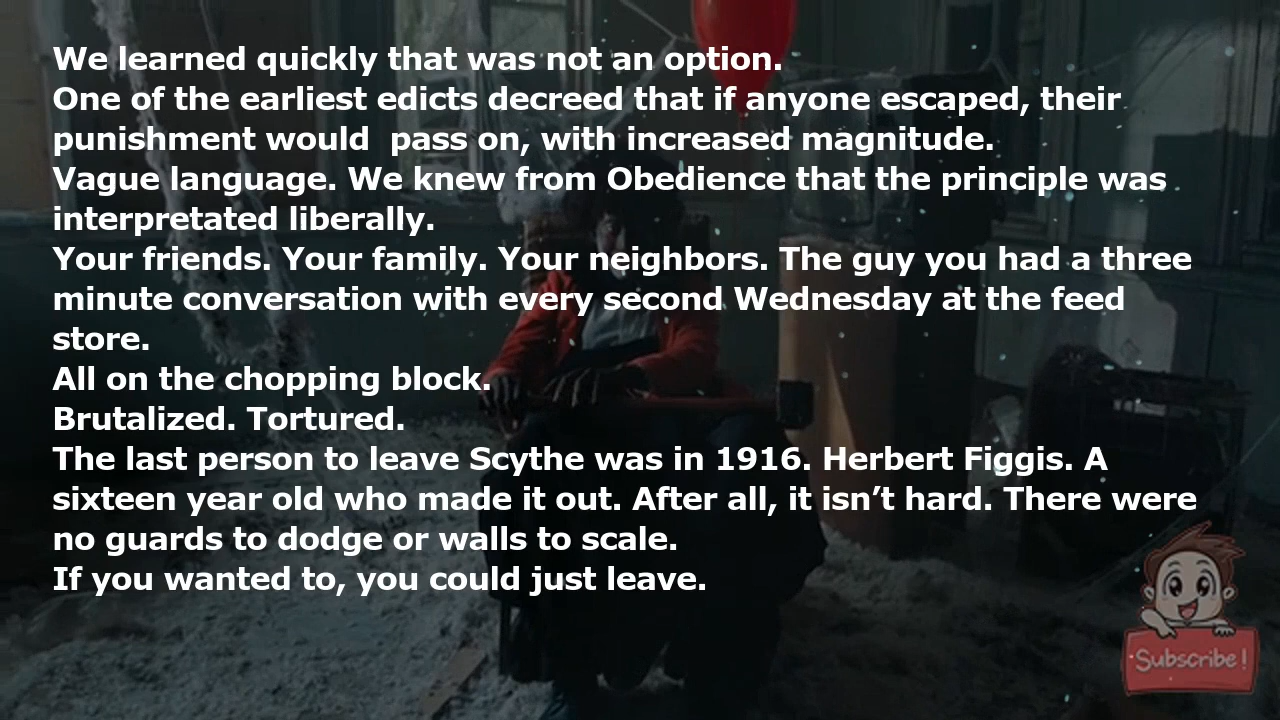 We learned quickly that was not an option.
One of the earliest edicts decreed that if anyone escaped, their
punishment would  pass on, with increased magnitude.
Vague language. We knew from Obedience that the principle was
interpretated liberally.
Your friends. Your family. Your neighbors. The guy you had a three
minute conversation with every second Wednesday at the feed
store.
All on the chopping block.
Brutalized. Tortured.
The last person to leave Scythe was in 1916. Herbert Figgis. A
sixteen year old who made it out. After all, it isn’t hard. There were
no guards to dodge or walls to scale.
If you wanted to, you could just leave.
Subscribe!